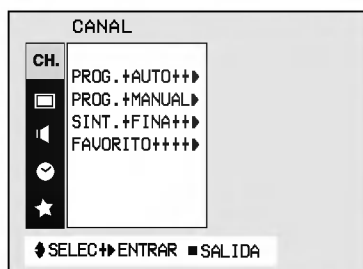 CANAL
CH.
PROG.+AUTO++▶
PROG.+MANUAL▶
SINT.+FINA++▶
FAVORITO++++▶
♦SELEC+▶ENTRAR ■SALIDA